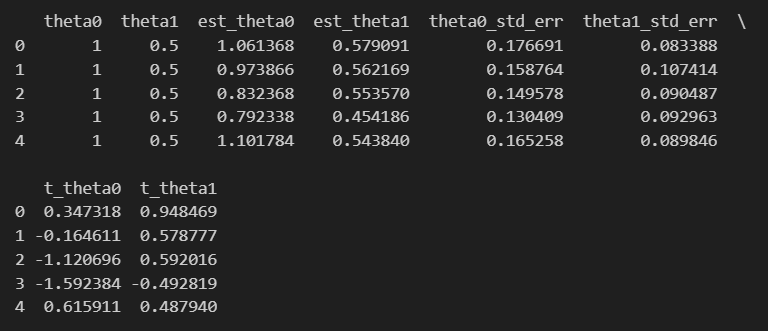 theta0 theta1 est_theta0 est_theta1 theta0_std_err theta1_std_err \
0 1 0.5 1.061368 0.579091 0.176691 0.083388
1 1 0.5 0.973866 0.562169 0.158764 0.107414
2 1 0.5 0.832368 0.553570 0.149578 0.090487
3 1 0.5 0.792338 0.454186 0.130409 0.092963
4 1 0.5 1.101784 0.543840 0.165258 0.089846
t_theta0 t_theta1
0 0.347318 0.948469
1 -0.164611 0.578777
2 -1.120696 0.592016
3 -1.592384 -0.492819
4 0.615911 0.487940